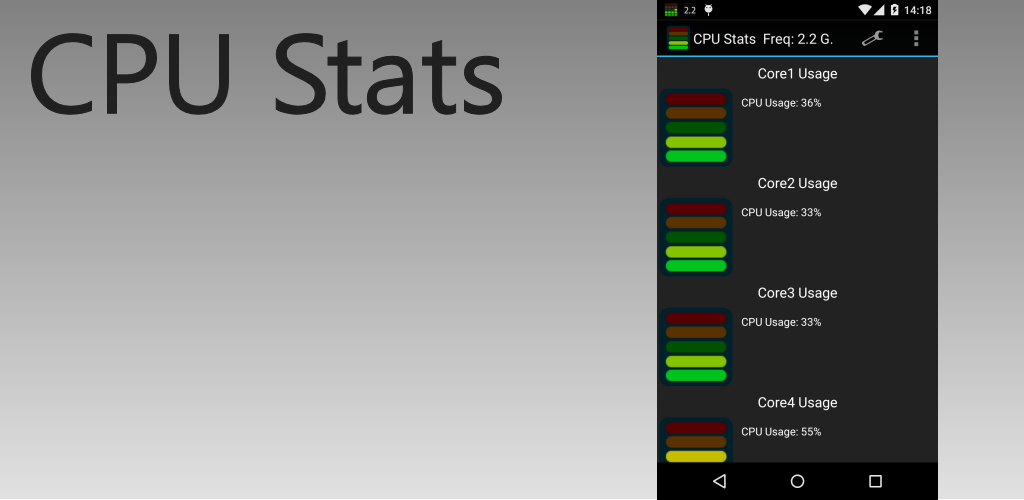 CPU Stats
2.2
14:18
CPU Stats Freq: 2.2 G.
Core1 Usage
CPU Usage: 36%
Core2 Usage
CPU Usage: 33%
Core3 Usage
CPU Usage: 33%
Core4 Usage
CPU Usage: 55%